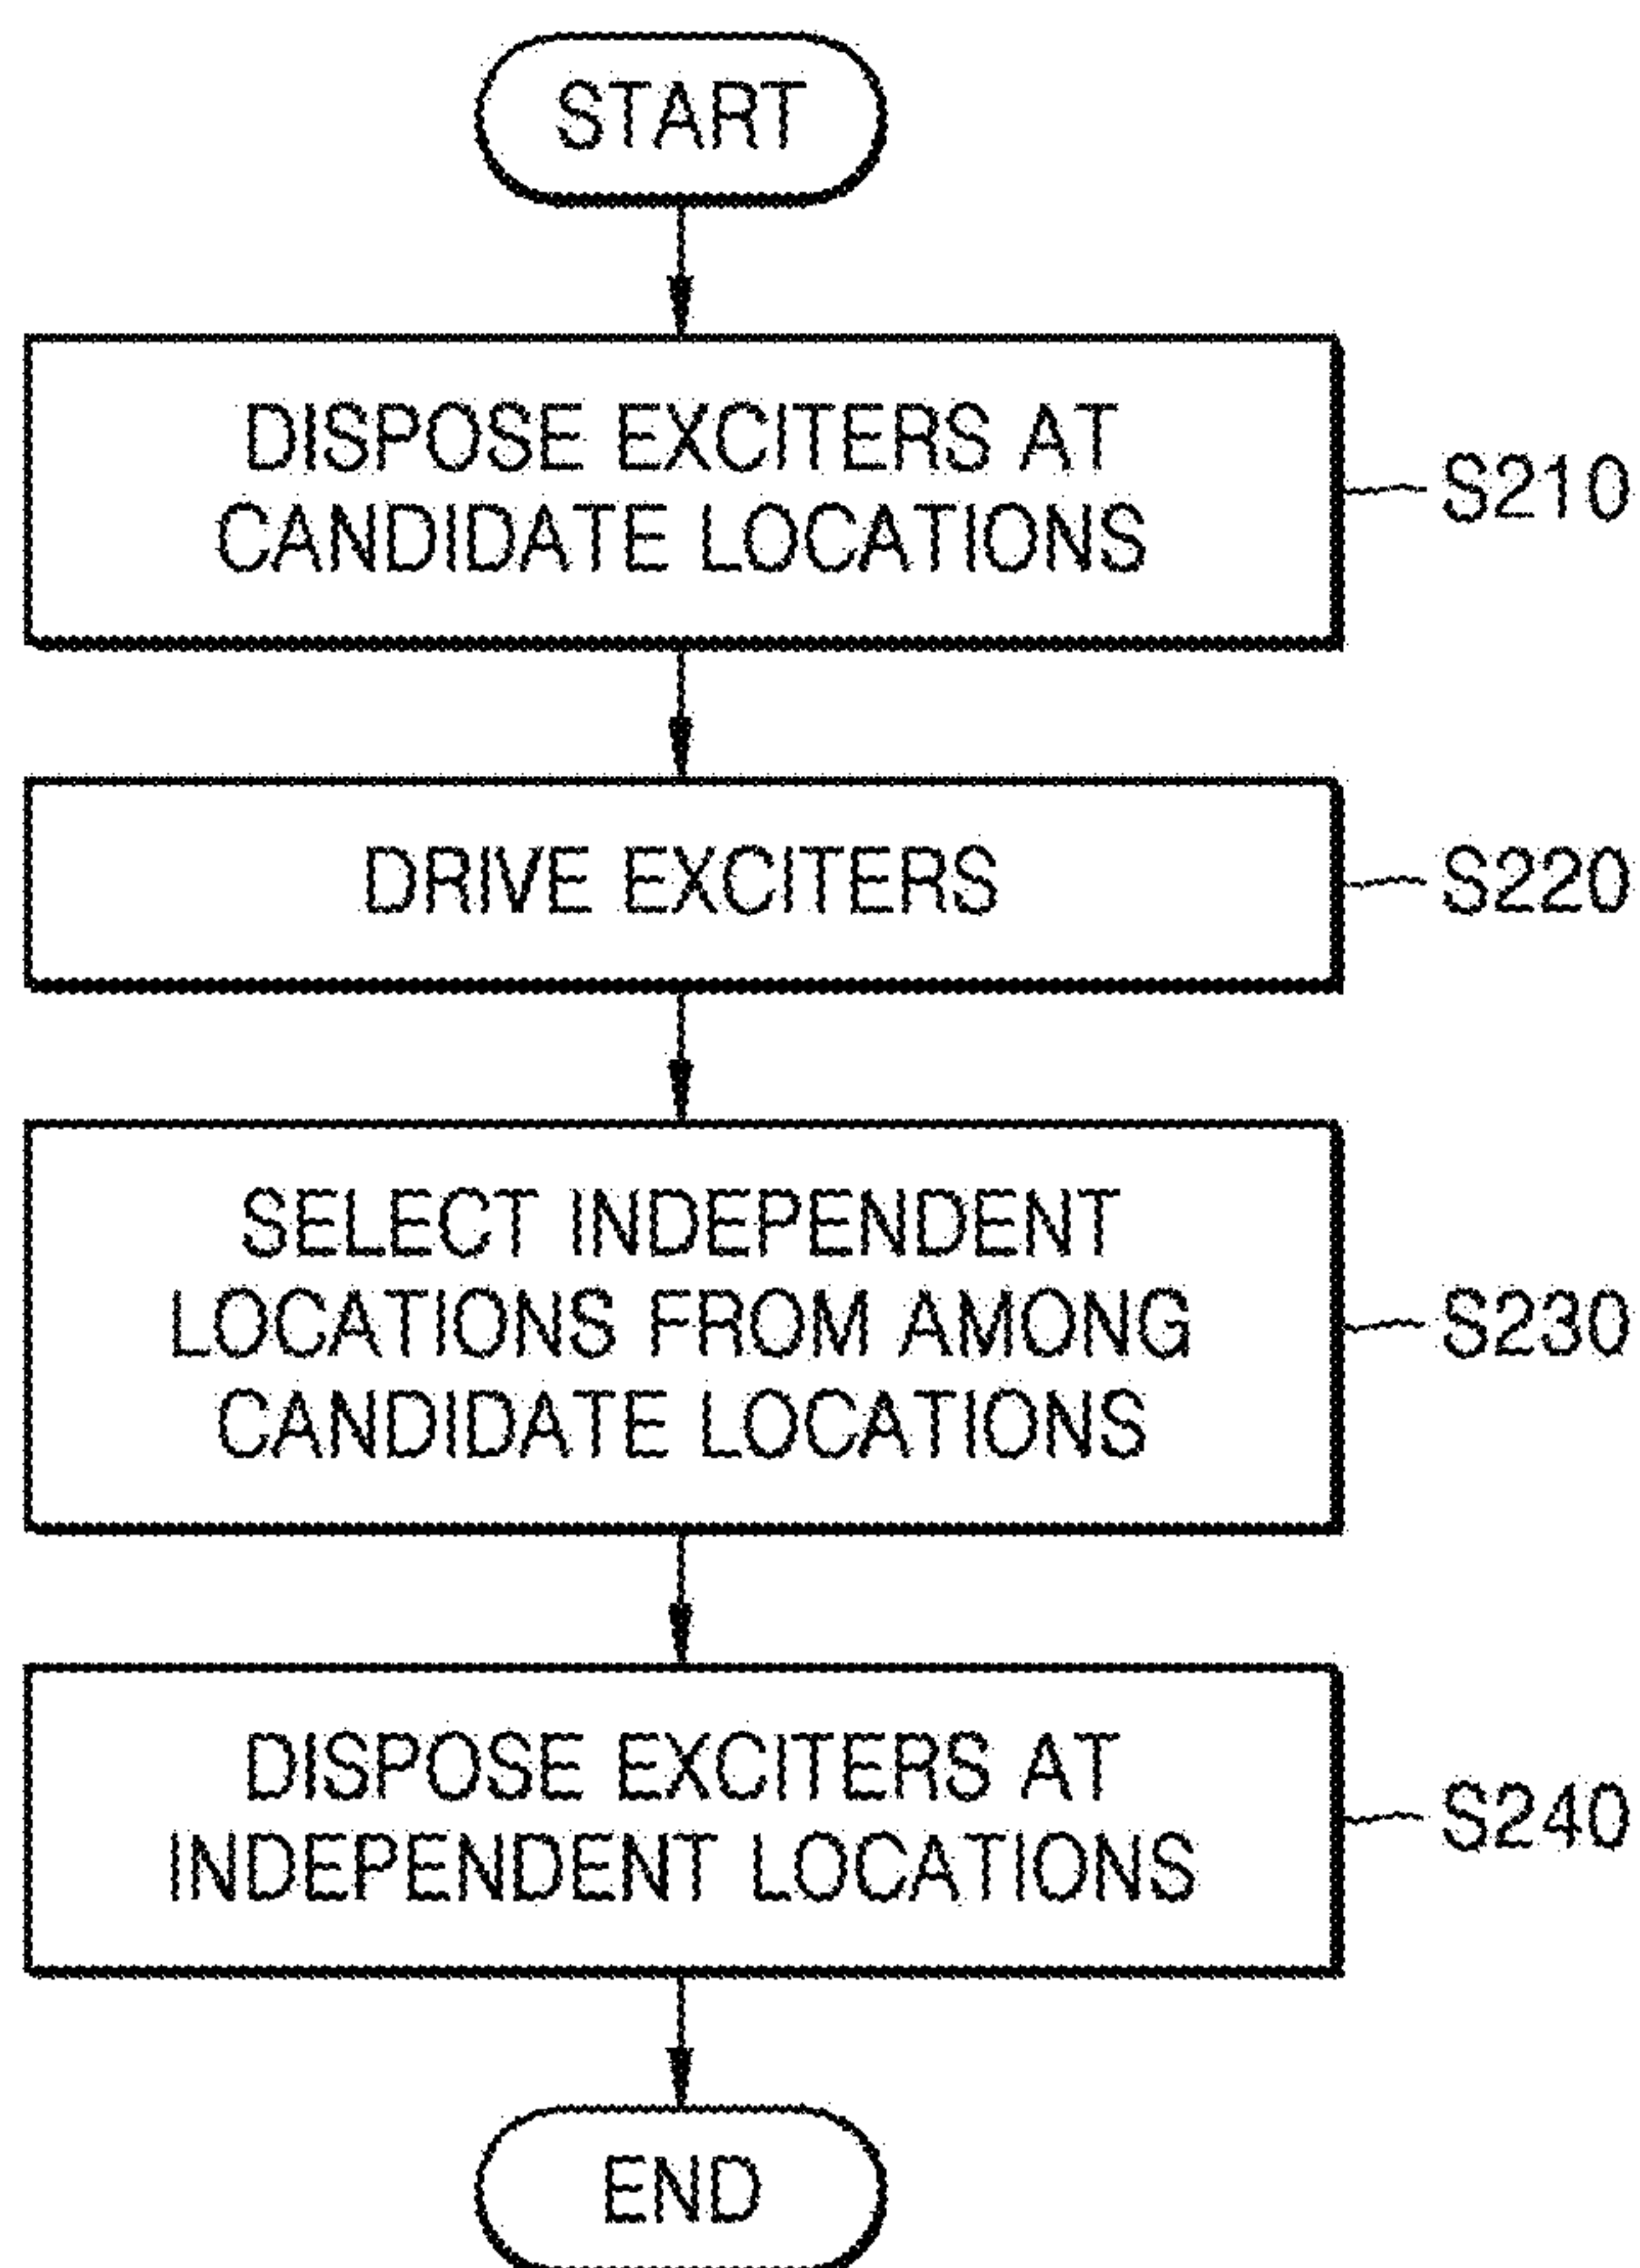 START
DISPOSE EXCITERS AT
CANDIDATE LOCATIONS
S210
DRIVE EXCITERS
S220
SELECT INDEPENDENT
LOCATIONS FROM AMONG
CANDIDATE LOCATIONS
S230
DISPOSE EXCITERS AT
INDEPENDENT LOCATIONS
S240
END